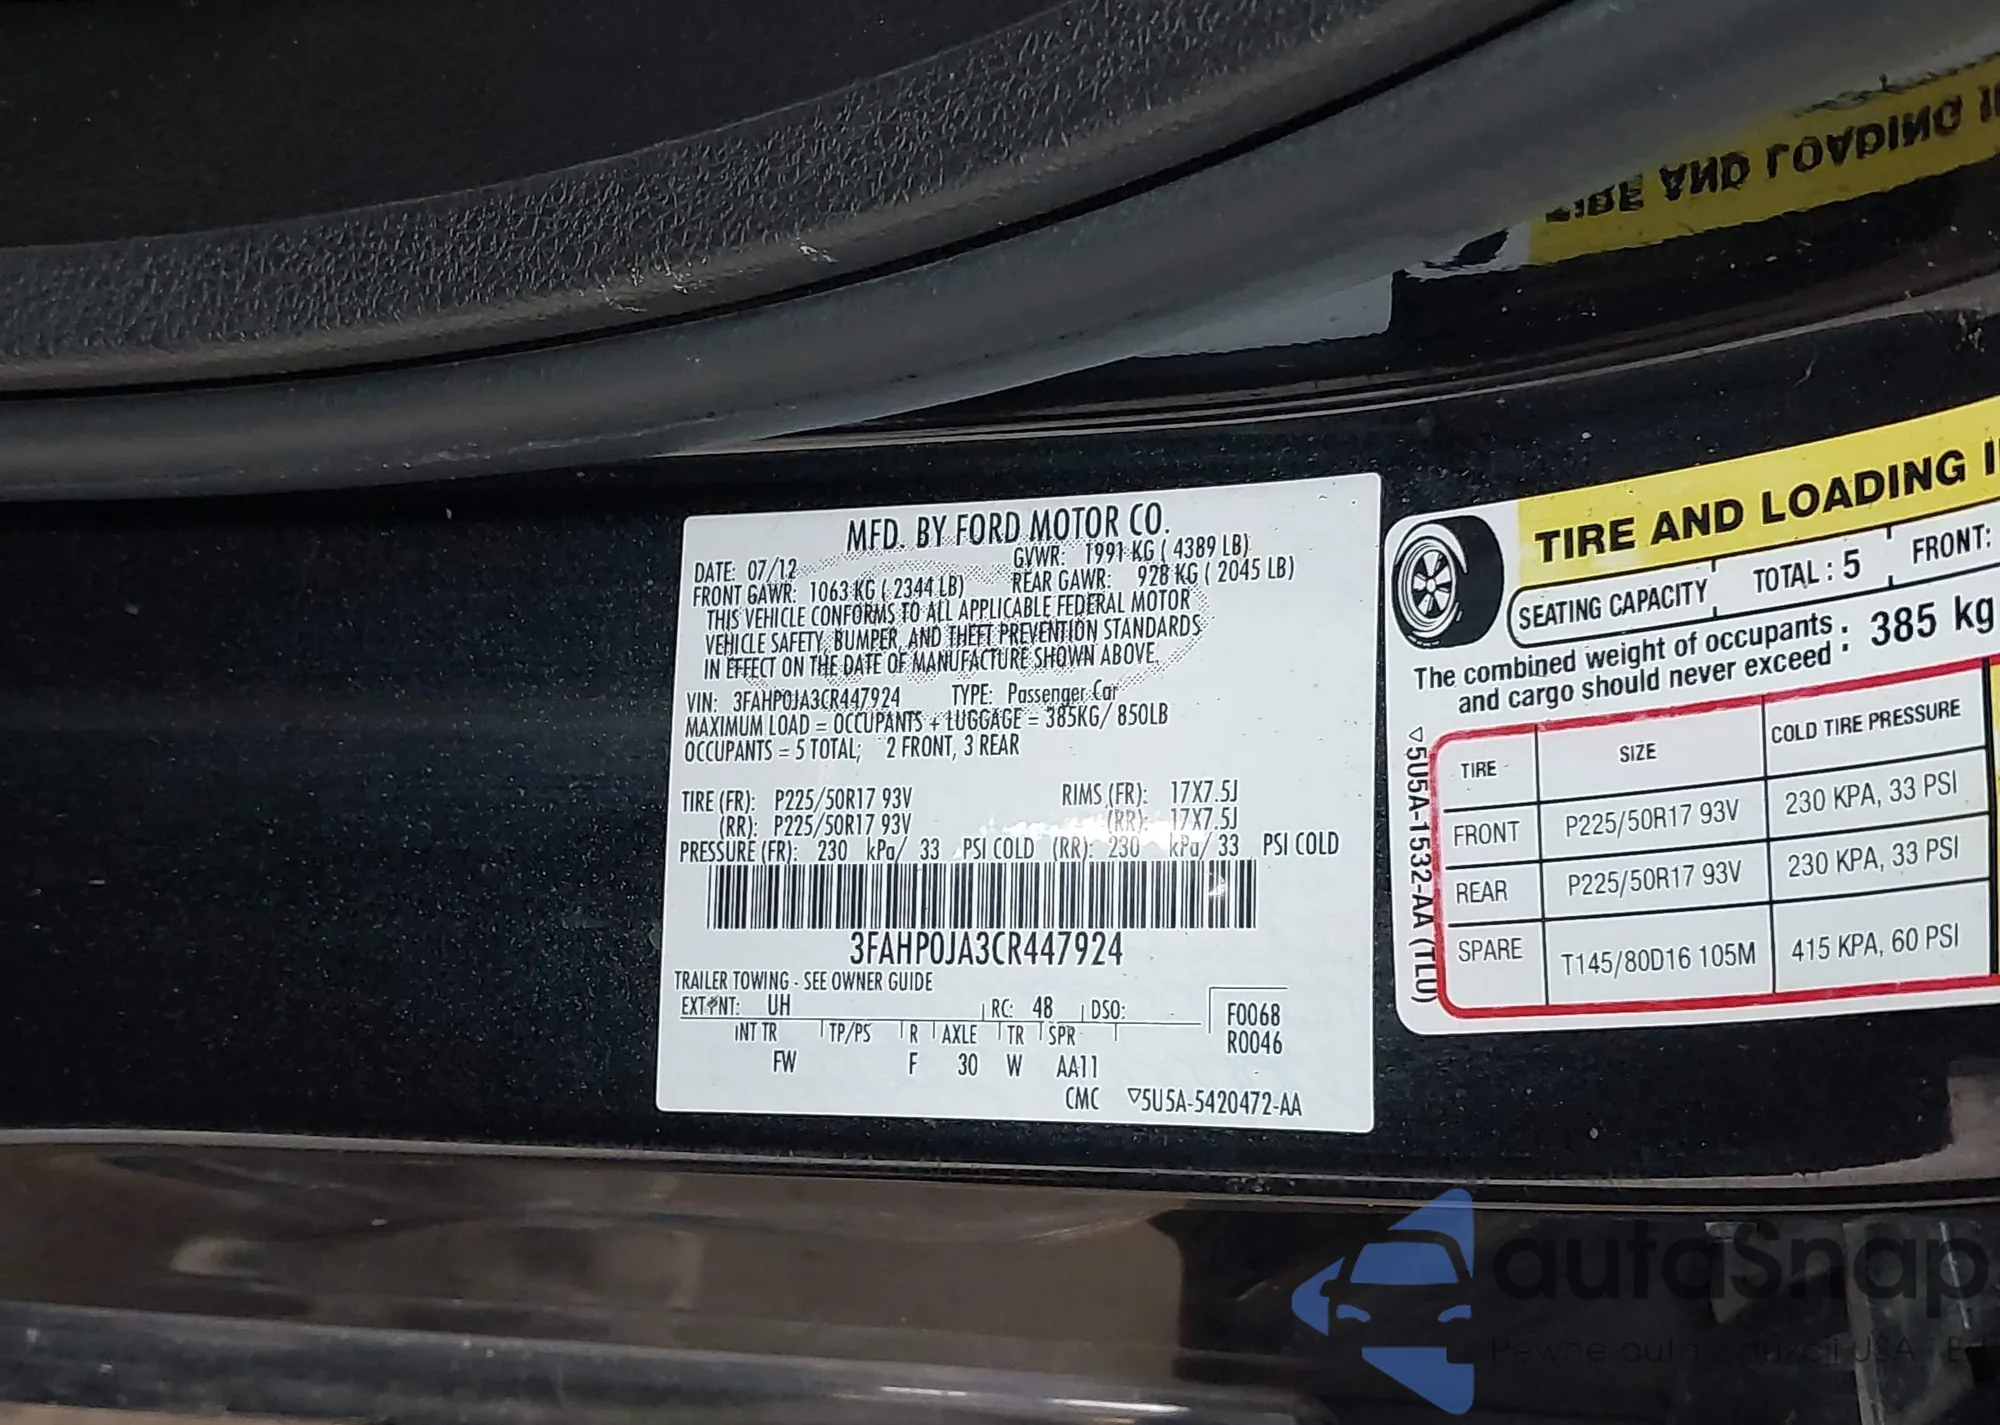 MFD. BY FORD MOTOR CO.
DATE: 07/12 GVWR: 1991 KG ( 4389 LB)
FRONT GAWR: 1063 KG ( 2344 LB) REAR GAWR: 928 KG ( 2045 LB)
THIS VEHICLE CONFORMS TO ALL APPLICABLE FEDERAL MOTOR
VEHICLE SAFETY, BUMPER, AND THEFT PREVENTION STANDARDS
IN EFFECT ON THE DATE OF MANUFACTURE SHOWN ABOVE.
VIN: 3FAHP0JA3CR447924 TYPE: Passenger Car
MAXIMUM LOAD = OCCUPANTS + LUGGAGE = 385KG/ 850LB
OCCUPANTS = 5 TOTAL; 2 FRONT, 3 REAR
TIRE (FR): P225/50R17 93V RIMS (FR): 17X7.5J
(RR): P225/50R17 93V (RR): 17X7.5J
PRESSURE (FR): 230 kPa/ 33 PSI COLD (RR): 230 kPa/ 33 PSI COLD
3FAHP0JA3CR447924
TRAILER TOWING - SEE OWNER GUIDE
EXT PNT: UH RC: 48 DSO:
F0068
R0046
INT TR TP/PS R AXLE TR SPR
FW F 30 W AA11
CMC ▽5U5A-5420472-AA
TIRE AND LOADING
SEATING CAPACITY TOTAL : 5 FRONT:
The combined weight of occupants
and cargo should never exceed : 385 kg
▽5U5A-1532-AA (TLU)
TIRE SIZE COLD TIRE PRESSURE
FRONT P225/50R17 93V 230 KPA, 33 PSI
REAR P225/50R17 93V 230 KPA, 33 PSI
SPARE T145/80D16 105M 415 KPA, 60 PSI
TIRE AND LOADING
autaSnap
Pewne auta z aukcji USA